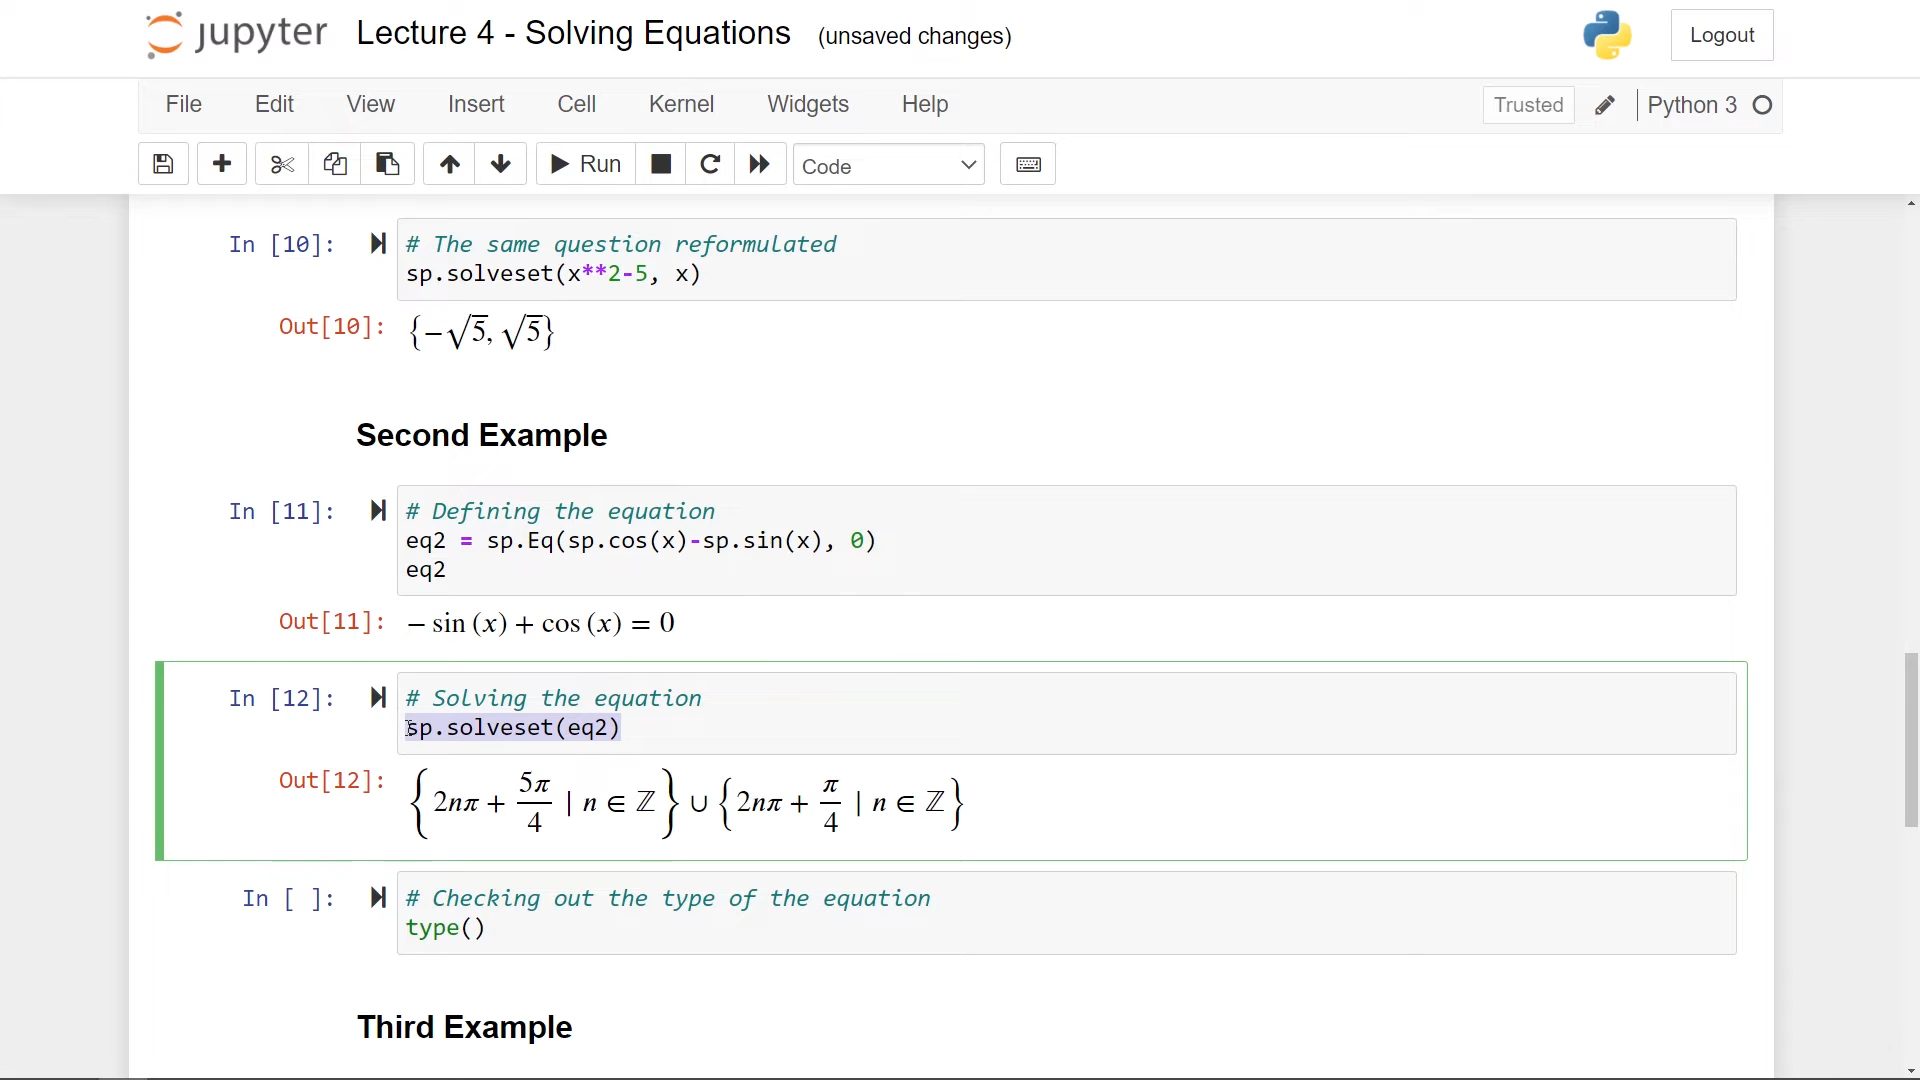 jupyter Lecture 4 - Solving Equations (unsaved changes) Logout
File Edit View Insert Cell Kernel Widgets Help Trusted Python 3
Run Code
In [10]: # The same question reformulated
sp.solveset(x**2-5, x)
Out[10]: {−√5, √5}
Second Example
In [11]: # Defining the equation
eq2 = sp.Eq(sp.cos(x)-sp.sin(x), 0)
eq2
Out[11]: − sin (x) + cos (x) = 0
In [12]: # Solving the equation
sp.solveset(eq2)
Out[12]: {2nπ + 5π/4 | n ∈ ℤ} ∪ {2nπ + π/4 | n ∈ ℤ}
In [ ]: # Checking out the type of the equation
type()
Third Example